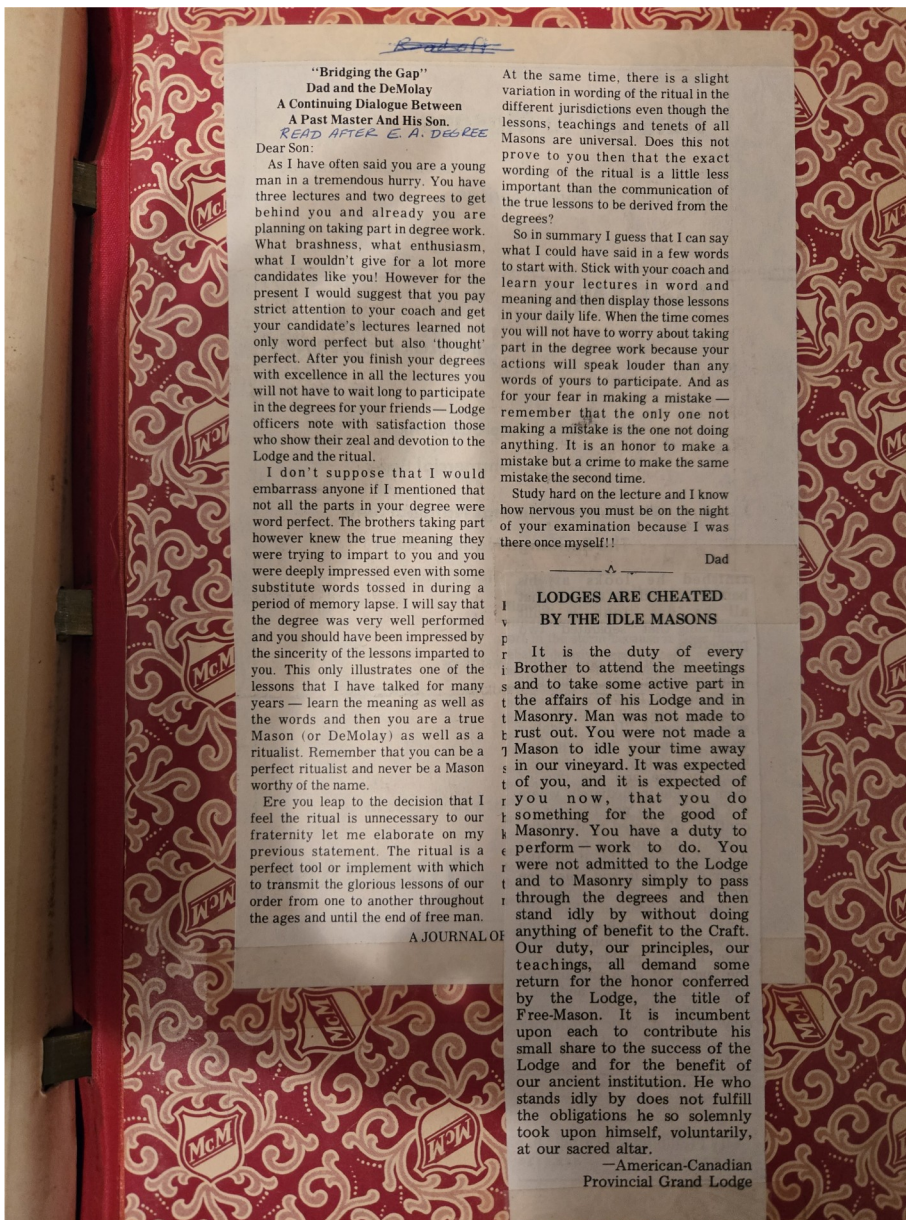 "Bridging the Gap"
Dad and the DeMolay
A Continuing Dialogue Between
A Past Master And His Son.
READ AFTER E. A. DEGREE
Dear Son:
As I have often said you are a young
man in a tremendous hurry. You have
three lectures and two degrees to get
behind you and already you are
planning on taking part in degree work.
What brashness, what enthusiasm,
what I wouldn't give for a lot more
candidates like you! However for the
present I would suggest that you pay
strict attention to your coach and get
your candidate's lectures learned not
only word perfect but also 'thought'
perfect. After you finish your degrees
with excellence in all the lectures you
will not have to wait long to participate
in the degrees for your friends — Lodge
officers note with satisfaction those
who show their zeal and devotion to the
Lodge and the ritual.
I don't suppose that I would
embarrass anyone if I mentioned that
not all the parts in your degree were
word perfect. The brothers taking part
however knew the true meaning they
were trying to impart to you and you
were deeply impressed even with some
substitute words tossed in during a
period of memory lapse. I will say that
the degree was very well performed
and you should have been impressed by
the sincerity of the lessons imparted to
you. This only illustrates one of the
lessons that I have talked for many
years — learn the meaning as well as
the words and then you are a true
Mason (or DeMolay) as well as a
ritualist. Remember that you can be a
perfect ritualist and never be a Mason
worthy of the name.
Ere you leap to the decision that I
feel the ritual is unnecessary to our
fraternity let me elaborate on my
previous statement. The ritual is a
perfect tool or implement with which
to transmit the glorious lessons of our
order from one to another throughout
the ages and until the end of free man.
A JOURNAL OF
At the same time, there is a slight
variation in wording of the ritual in the
different jurisdictions even though the
lessons, teachings and tenets of all
Masons are universal. Does this not
prove to you then that the exact
wording of the ritual is a little less
important than the communication of
the true lessons to be derived from the
degrees?
So in summary I guess that I can say
what I could have said in a few words
to start with. Stick with your coach and
learn your lectures in word and
meaning and then display those lessons
in your daily life. When the time comes
you will not have to worry about taking
part in the degree work because your
actions will speak louder than any
words of yours to participate. And as
for your fear in making a mistake —
remember that the only one not
making a mistake is the one not doing
anything. It is an honor to make a
mistake but a crime to make the same
mistake the second time.
Study hard on the lecture and I know
how nervous you must be on the night
of your examination because I was
there once myself!!
Dad
LODGES ARE CHEATED
BY THE IDLE MASONS
It is the duty of every
Brother to attend the meetings
and to take some active part in
the affairs of his Lodge and in
Masonry. Man was not made to
rust out. You were not made a
Mason to idle your time away
in our vineyard. It was expected
of you, and it is expected of
you now, that you do
something for the good of
Masonry. You have a duty to
perform — work to do. You
were not admitted to the Lodge
and to Masonry simply to pass
through the degrees and then
stand idly by without doing
anything of benefit to the Craft.
Our duty, our principles, our
teachings, all demand some
return for the honor conferred
by the Lodge, the title of
Free-Mason. It is incumbent
upon each to contribute his
small share to the success of the
Lodge and for the benefit of
our ancient institution. He who
stands idly by does not fulfill
the obligations he so solemnly
took upon himself, voluntarily,
at our sacred altar.
—American-Canadian
Provincial Grand Lodge
McM
McM
McM
McM
McM
McM
McM
McM
McM